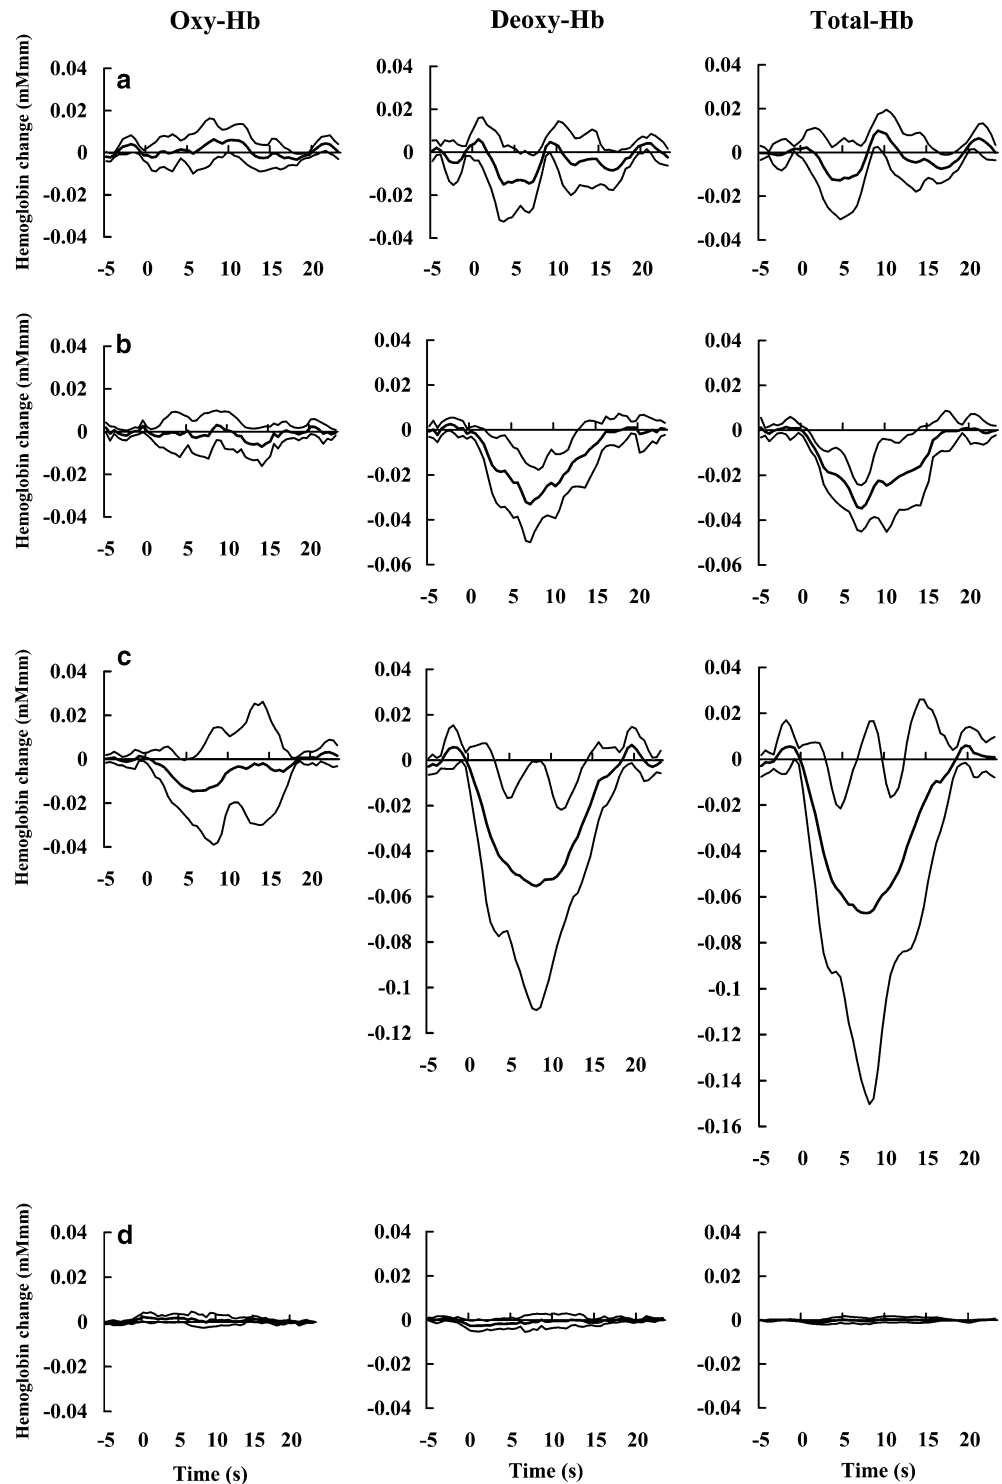 Oxy-Hb Deoxy-Hb Total-Hb
a
Hemoglobin change (mMmm)
0.04 0.02 0 -0.02 -0.04
-5 0 5 10 15 20
0.04 0.02 0 -0.02 -0.04
-5 0 5 10 15 20
0.04 0.02 0 -0.02 -0.04
-5 0 5 10 15 20
b
Hemoglobin change (mMmm)
0.04 0.02 0 -0.02 -0.04
-5 0 5 10 15 20
0.04 0.02 0 -0.02 -0.04 -0.06
-5 0 5 10 15 20
0.04 0.02 0 -0.02 -0.04 -0.06
-5 0 5 10 15 20
c
Hemoglobin change (mMmm)
0.04 0.02 0 -0.02 -0.04
-5 0 5 10 15 20
0.04 0.02 0 -0.02 -0.04 -0.06 -0.08 -0.1 -0.12
-5 0 5 10 15 20
0.04 0.02 0 -0.02 -0.04 -0.06 -0.08 -0.1 -0.12 -0.14 -0.16
-5 0 5 10 15 20
d
Hemoglobin change (mMmm)
0.04 0.02 0 -0.02 -0.04
-5 0 5 10 15 20
Time (s)
0.04 0.02 0 -0.02 -0.04
-5 0 5 10 15 20
Time (s)
0.04 0.02 0 -0.02 -0.04
-5 0 5 10 15 20
Time (s)